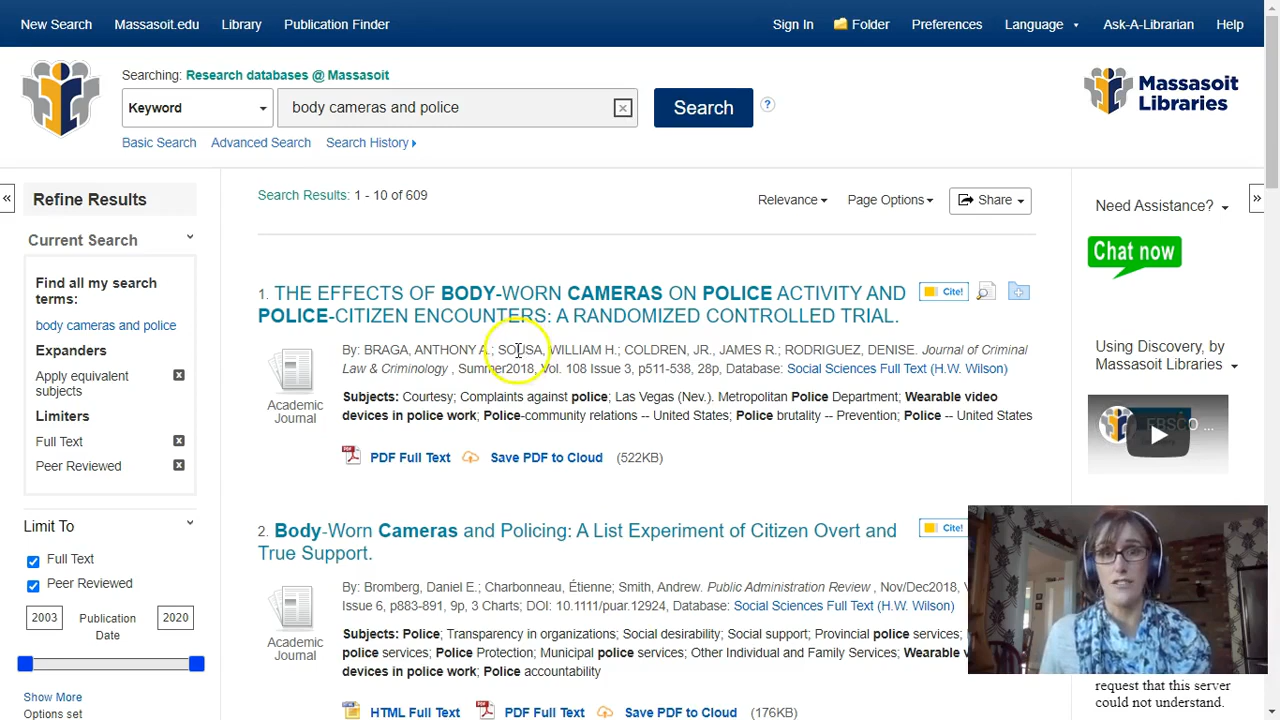 New Search Massasoit.edu Library Publication Finder Sign In Folder Preferences Language Ask-A-Librarian Help
Searching: Research databases @ Massasoit
Keyword body cameras and police Search ?
Basic Search Advanced Search Search History
Massasoit
Libraries
« Refine Results
Current Search
Find all my search
terms:
body cameras and police
Expanders
Apply equivalent
subjects
Limiters
Full Text
Peer Reviewed
Limit To
Full Text
Peer Reviewed
2003 Publication Date 2020
Show More
Options set
Search Results: 1 - 10 of 609 Relevance Page Options Share
1. THE EFFECTS OF BODY-WORN CAMERAS ON POLICE ACTIVITY AND Cite!
POLICE-CITIZEN ENCOUNTERS: A RANDOMIZED CONTROLLED TRIAL.
By: BRAGA, ANTHONY A.; SOUSA, WILLIAM H.; COLDREN, JR., JAMES R.; RODRIGUEZ, DENISE. Journal of Criminal
Law & Criminology , Summer2018, Vol. 108 Issue 3, p511-538, 28p, Database: Social Sciences Full Text (H.W. Wilson)
Academic
Journal
Subjects: Courtesy; Complaints against police; Las Vegas (Nev.). Metropolitan Police Department; Wearable video
devices in police work; Police-community relations -- United States; Police brutality -- Prevention; Police -- United States
PDF Full Text Save PDF to Cloud (522KB)
2. Body-Worn Cameras and Policing: A List Experiment of Citizen Overt and Cite!
True Support.
By: Bromberg, Daniel E.; Charbonneau, Étienne; Smith, Andrew. Public Administration Review , Nov/Dec2018, V
Issue 6, p883-891, 9p, 3 Charts; DOI: 10.1111/puar.12924, Database: Social Sciences Full Text (H.W. Wilson)
Academic
Journal
Subjects: Police; Transparency in organizations; Social desirability; Social support; Provincial police services;
police services; Police Protection; Municipal police services; Other Individual and Family Services; Wearable v
devices in police work; Police accountability
HTML Full Text PDF Full Text Save PDF to Cloud (176KB)
Need Assistance? »
Chat now
Using Discovery, by
Massasoit Libraries
EBSCO ...
request that this server
could not understand.